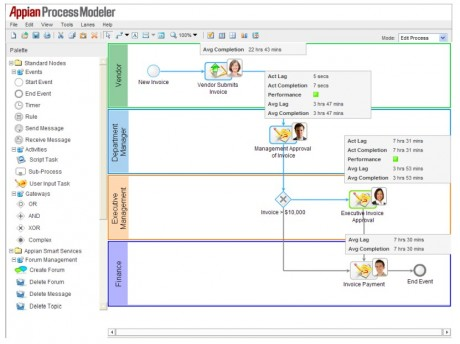 Appian Process Modeler
File Edit View Tools Lanes Help
100%
Mode: Edit Process
Palette
Standard Nodes
Events
Start Event
End Event
Timer
Rule
Send Message
Receive Message
Activities
Script Task
Sub-Process
User Input Task
Gateways
OR
AND
XOR
Complex
Appian Smart Services
Forum Management
Create Forum
Delete Forum
Delete Message
Delete Topic
Avg Completion 22 hrs 43 mins
Vendor
New Invoice
Vendor Submits
Invoice
Act Lag 5 secs
Act Completion 7 secs
Performance
Avg Lag 3 hrs 47 mins
Avg Completion 3 hrs 47 mins
Department
Manager
Management Approval
of Invoice
Act Lag 7 hrs 31 mins
Act Completion 7 hrs 31 mins
Performance
Avg Lag 3 hrs 53 mins
Avg Completion 3 hrs 53 mins
Executive
Management
Invoice > $10,000
Executive Invoice
Approval
Avg Lag 7 hrs 30 mins
Avg Completion 7 hrs 30 mins
Finance
Invoice Payment
End Event